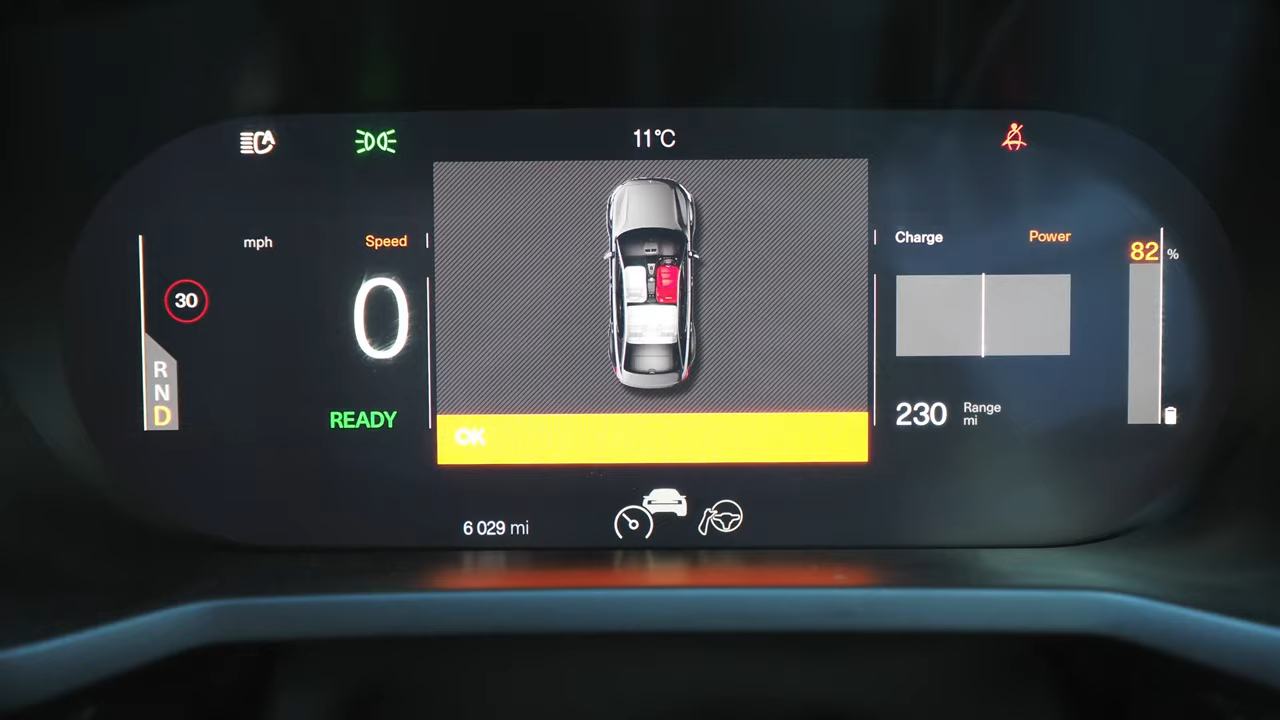 11°C
mph
Speed
30
0
R
N
D
READY
OK
Charge
Power
82 %
230 Range
mi
6 029 mi